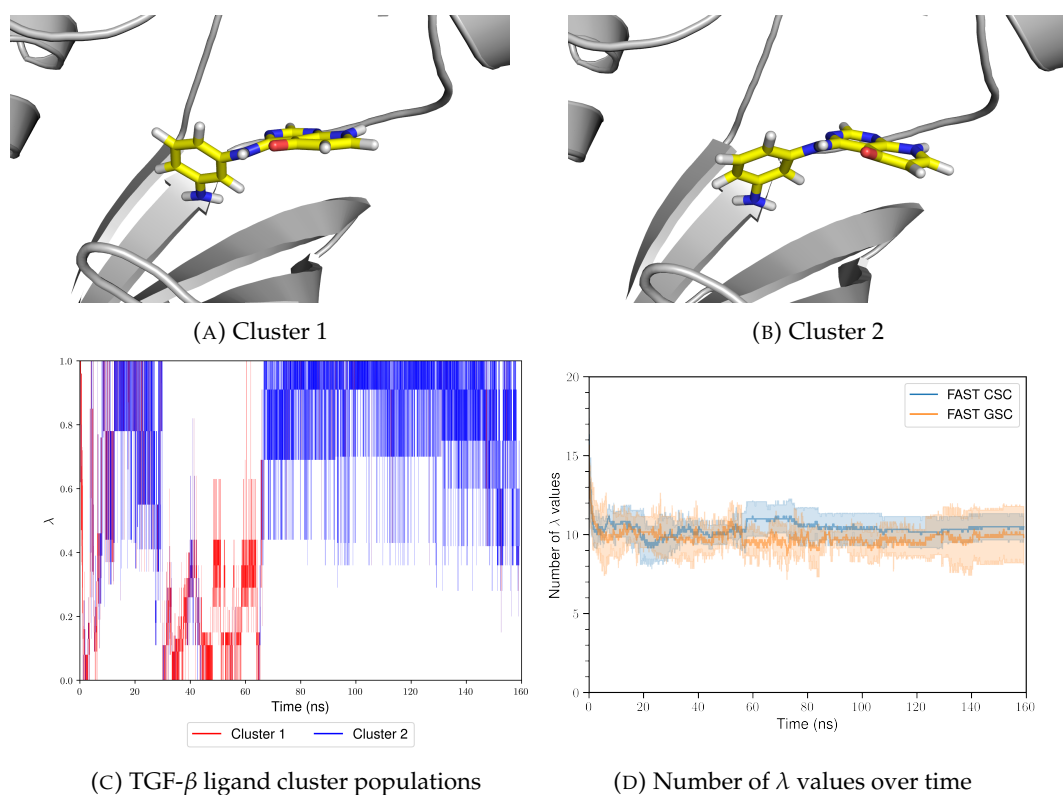 (A) Cluster 1
(B) Cluster 2
1.0
0.8
0.6
0.4
0.2
0.0
λ
0 20 40 60 80 100 120 140 160
Time (ns)
Cluster 1 Cluster 2
(C) TGF-β ligand cluster populations
20
15
10
5
0
Number of λ values
FAST CSC
FAST GSC
0 20 40 60 80 100 120 140 160
Time (ns)
(D) Number of λ values over time